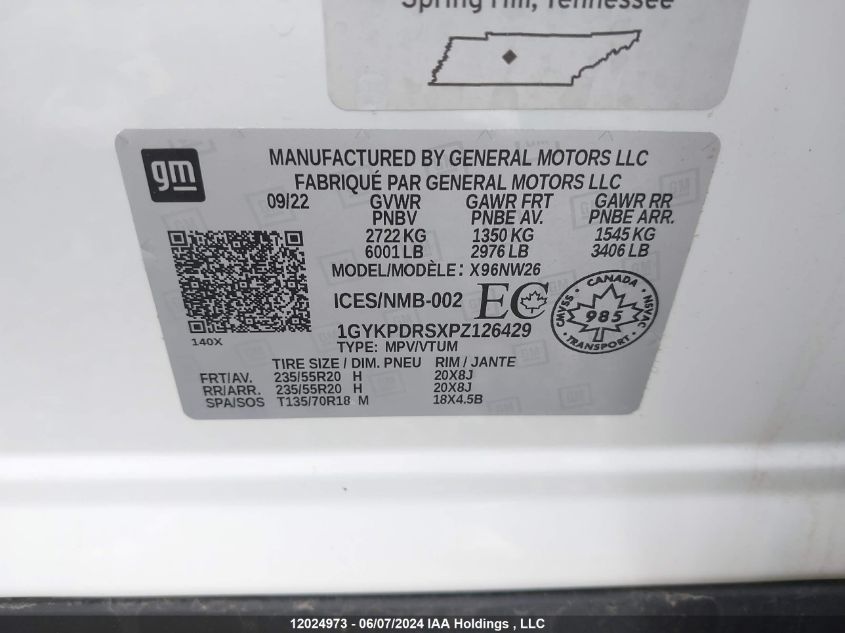 Spring Hill, Tennessee
gm
MANUFACTURED BY GENERAL MOTORS LLC
FABRIQUÉ PAR GENERAL MOTORS LLC
09/22 GVWR GAWR FRT GAWR RR
PNBV PNBE AV. PNBE ARR.
2722 KG 1350 KG 1545 KG
6001 LB 2976 LB 3406 LB
MODEL/MODÈLE: X96NW26
ICES/NMB-002 EC
CANADA
CMVSS 985 NSVAC
TRANSPORT
140X
1GYKPDRSXPZ126429
TYPE: MPV/VTUM
TIRE SIZE / DIM. PNEU RIM / JANTE
FRT/AV. 235/55R20 H 20X8J
RR/ARR. 235/55R20 H 20X8J
SPA/SOS T135/70R18 M 18X4.5B
12024973 - 06/07/2024 IAA Holdings , LLC